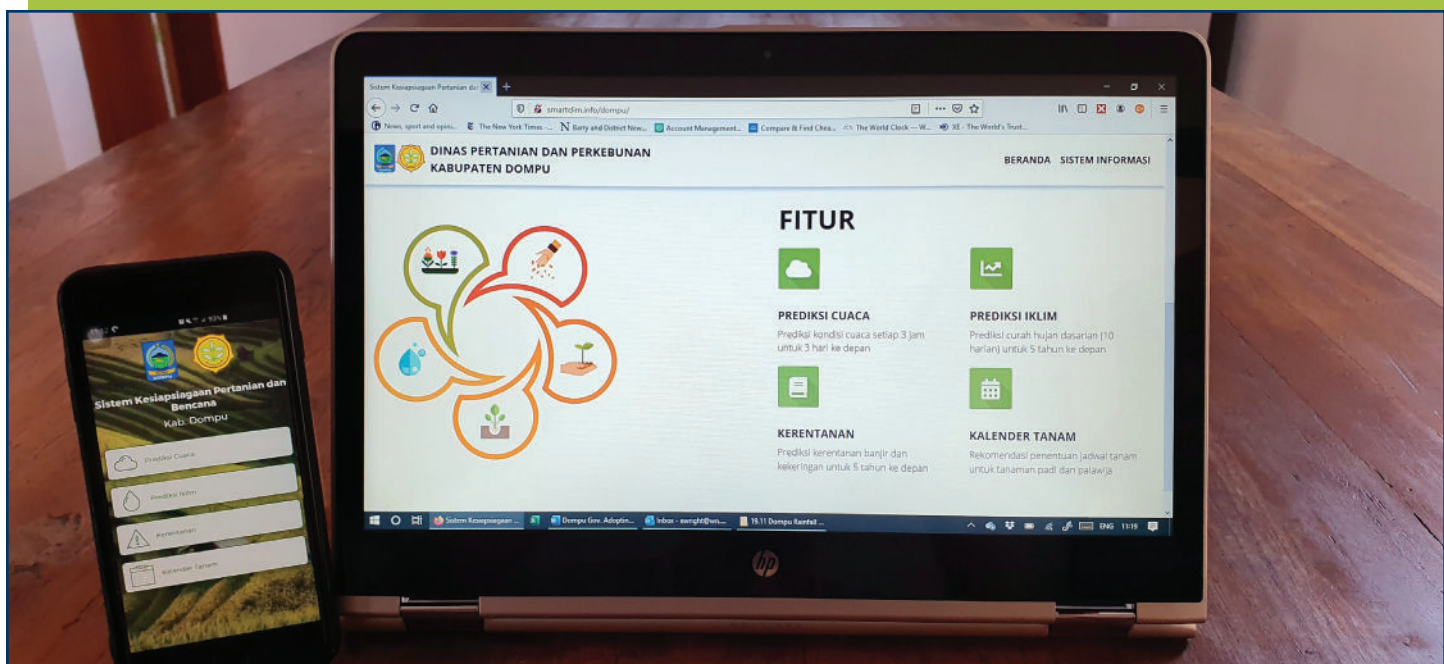 Sistem Kesiapsiagaan Pertanian da
smartclim.info/dompu/
News, sport and opini... The New York Times -... Barry and District New... Account Management... Compare & Find Chea... The World Clock — W... XE - The World's Trust...
DINAS PERTANIAN DAN PERKEBUNAN
KABUPATEN DOMPU
BERANDA SISTEM INFORMASI
FITUR
PREDIKSI CUACA
Prediksi kondisi cuaca setiap 3 jam
untuk 3 hari ke depan
PREDIKSI IKLIM
Prediksi curah hujan dasarian (10
harian) untuk 5 tahun ke depan
KERENTANAN
Prediksi kerentanan banjir dan
kekeringan untuk 5 tahun ke depan
KALENDER TANAM
Rekomendasi penentuan jadwal tanam
untuk tanaman padi dan palawija
Sistem Kesiapsiagaan ... Dompu Gov. Adoptin... Inbox - 19.11 Dompu Rainfall ...
ENG 11:19
hp
Sistem Kesiapsiagaan Pertanian dan
Bencana
Kab. Dompu
Prediksi Cuaca
Prediksi Iklim
Kerentanan
Kalender Tanam